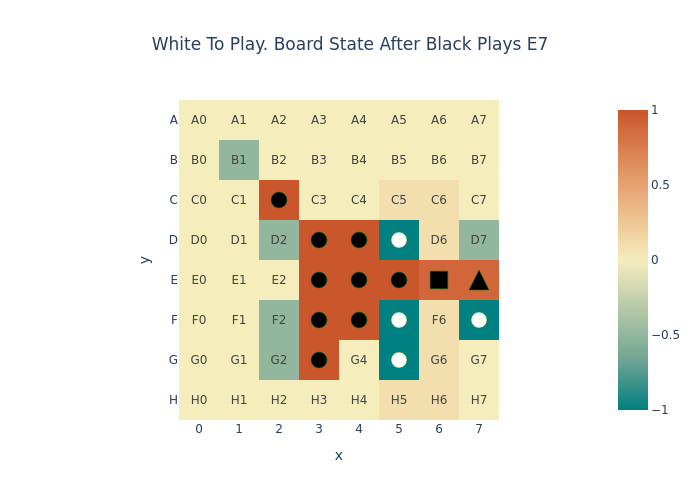 White To Play. Board State After Black Plays E7
A A0 A1 A2 A3 A4 A5 A6 A7 1
B B0 B1 B2 B3 B4 B5 B6 B7
C C0 C1 C3 C4 C5 C6 C7 0.5
D D0 D1 D2 D6 D7
y 0
E E0 E1 E2
F F0 F1 F2 F6 −0.5
G G0 G1 G2 G4 G6 G7
H H0 H1 H2 H3 H4 H5 H6 H7 −1
0 1 2 3 4 5 6 7
x